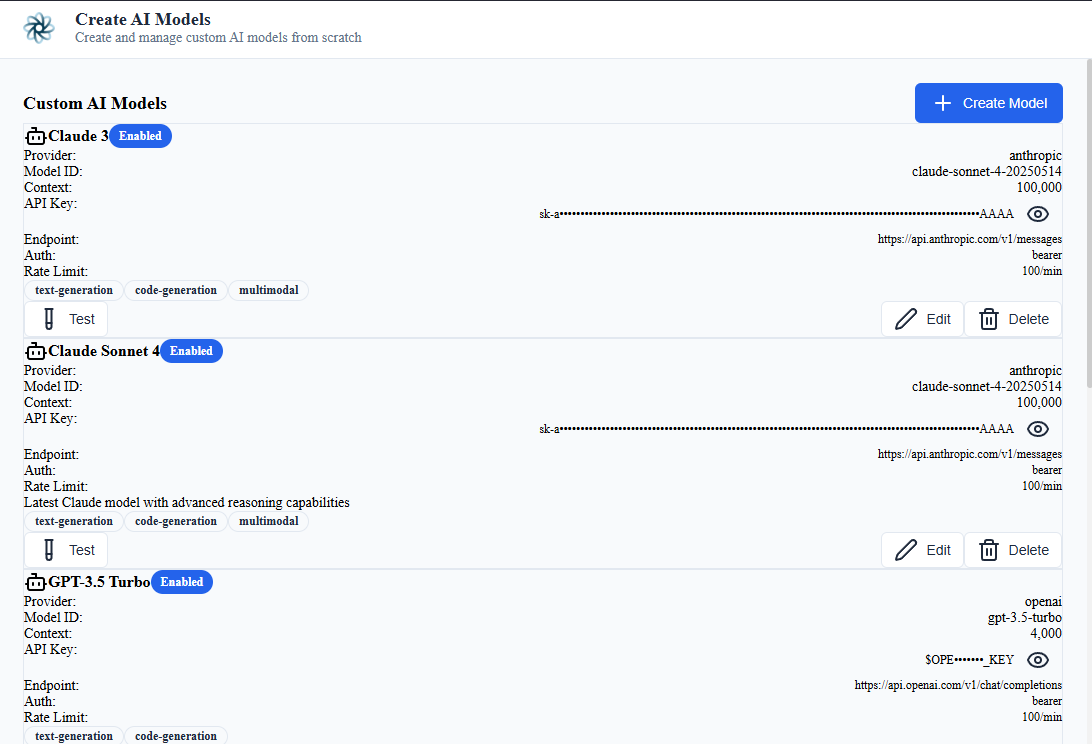 Create AI Models
Create and manage custom AI models from scratch
Custom AI Models
Create Model
Claude 3 Enabled
Provider: anthropic
Model ID: claude-sonnet-4-20250514
Context: 100,000
API Key:
sk-a••••••••••••••••••••••••••••••••••••••••••••••••••••••••••••••••••••••••••••••••••••••••••••••••••••AAAA
Endpoint: https://api.anthropic.com/v1/messages
Auth: bearer
Rate Limit: 100/min
text-generation code-generation multimodal
Test Edit Delete
Claude Sonnet 4 Enabled
Provider: anthropic
Model ID: claude-sonnet-4-20250514
Context: 100,000
API Key:
sk-a••••••••••••••••••••••••••••••••••••••••••••••••••••••••••••••••••••••••••••••••••••••••••••••••••••AAAA
Endpoint: https://api.anthropic.com/v1/messages
Auth: bearer
Rate Limit: 100/min
Latest Claude model with advanced reasoning capabilities
text-generation code-generation multimodal
Test Edit Delete
GPT-3.5 Turbo Enabled
Provider: openai
Model ID: gpt-3.5-turbo
Context: 4,000
API Key:
$OPE•••••••_KEY
Endpoint: https://api.openai.com/v1/chat/completions
Auth: bearer
Rate Limit: 100/min
text-generation code-generation